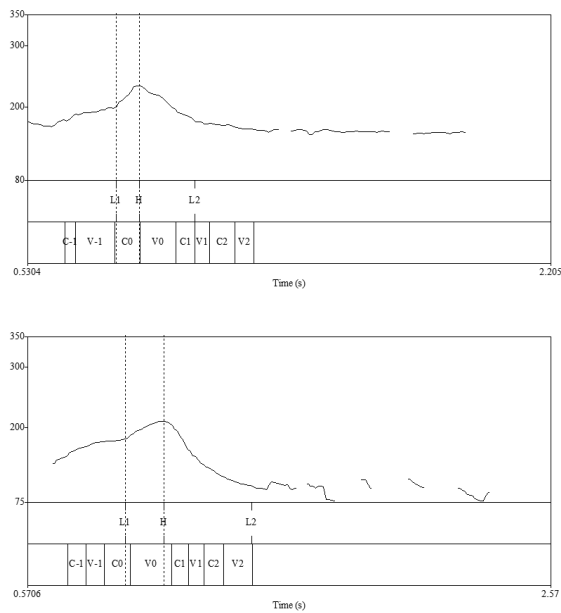 350
300
200
80
L1 H L2
C-1 V-1 C0 V0 C1 V1 C2 V2
0.5304 2.205
Time (s)
350
300
200
75
L1 H L2
C-1 V-1 C0 V0 C1 V1 C2 V2
0.5706 2.57
Time (s)